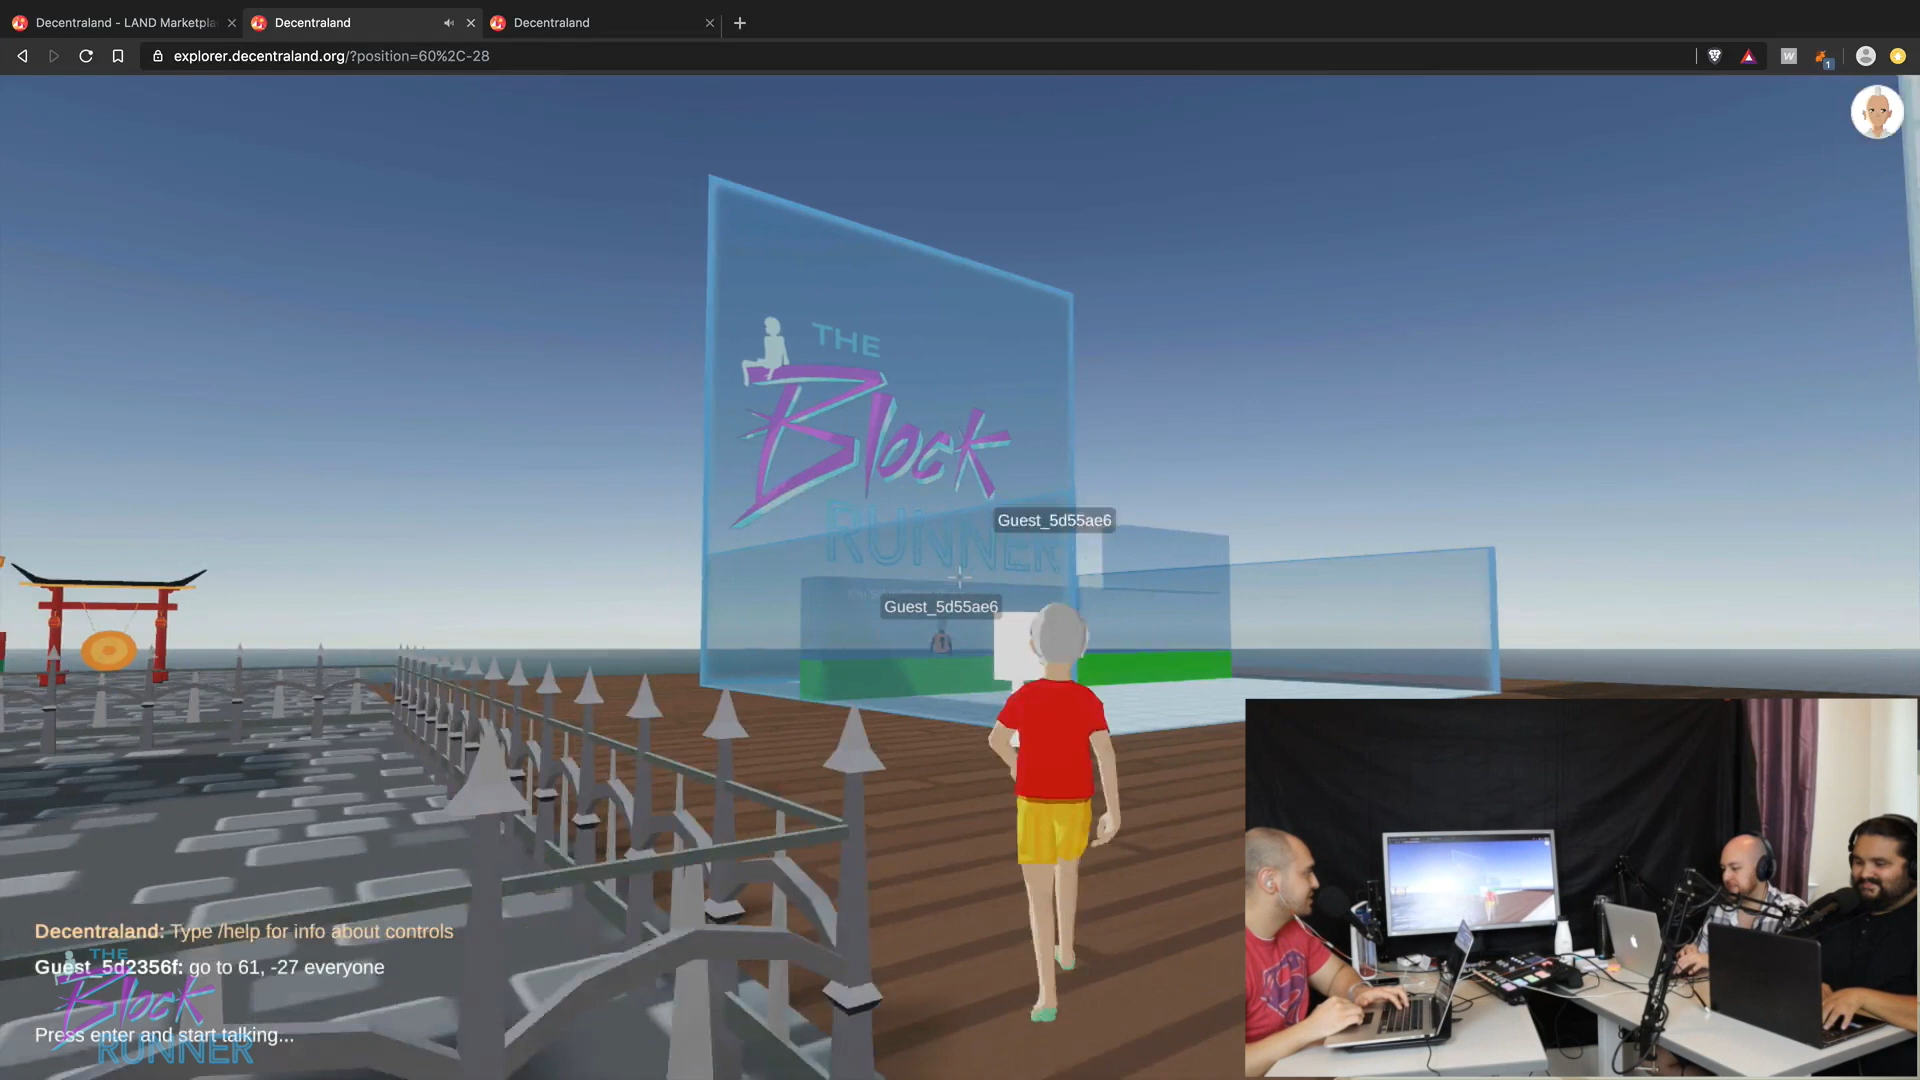 Decentraland - LAND Marketpla
Decentraland
Decentraland
explorer.decentraland.org/?position=60%2C-28
W
1
THE
Block
RUNNER
Guest_5d55ae6
Guest_5d55ae6
Decentraland: Type /help for info about controls
THE
Guest_5d2356f: go to 61, -27 everyone
Block
Press enter and start talking...
RUNNER